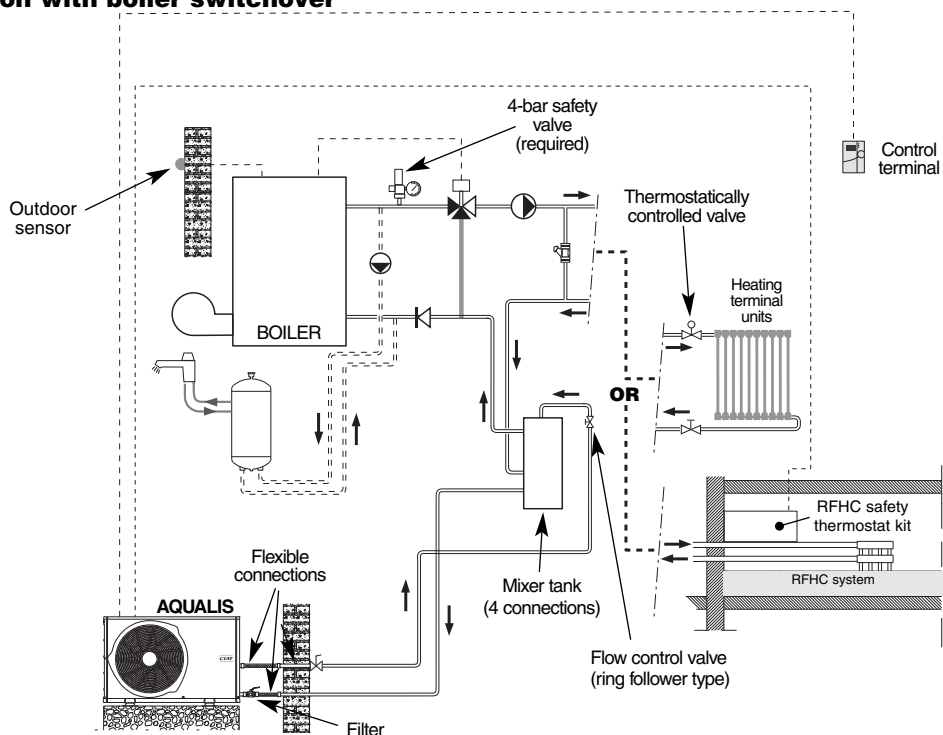 on with boiler switchover
4-bar safety
valve
(required)
Control
terminal
Outdoor
sensor
Thermostatically
controlled valve
Heating
terminal
units
BOILER
OR
RFHC safety
thermostat kit
RFHC system
Flexible
connections
Mixer tank
(4 connections)
AQUALIS
CIAT
Flow control valve
(ring follower type)
Filter